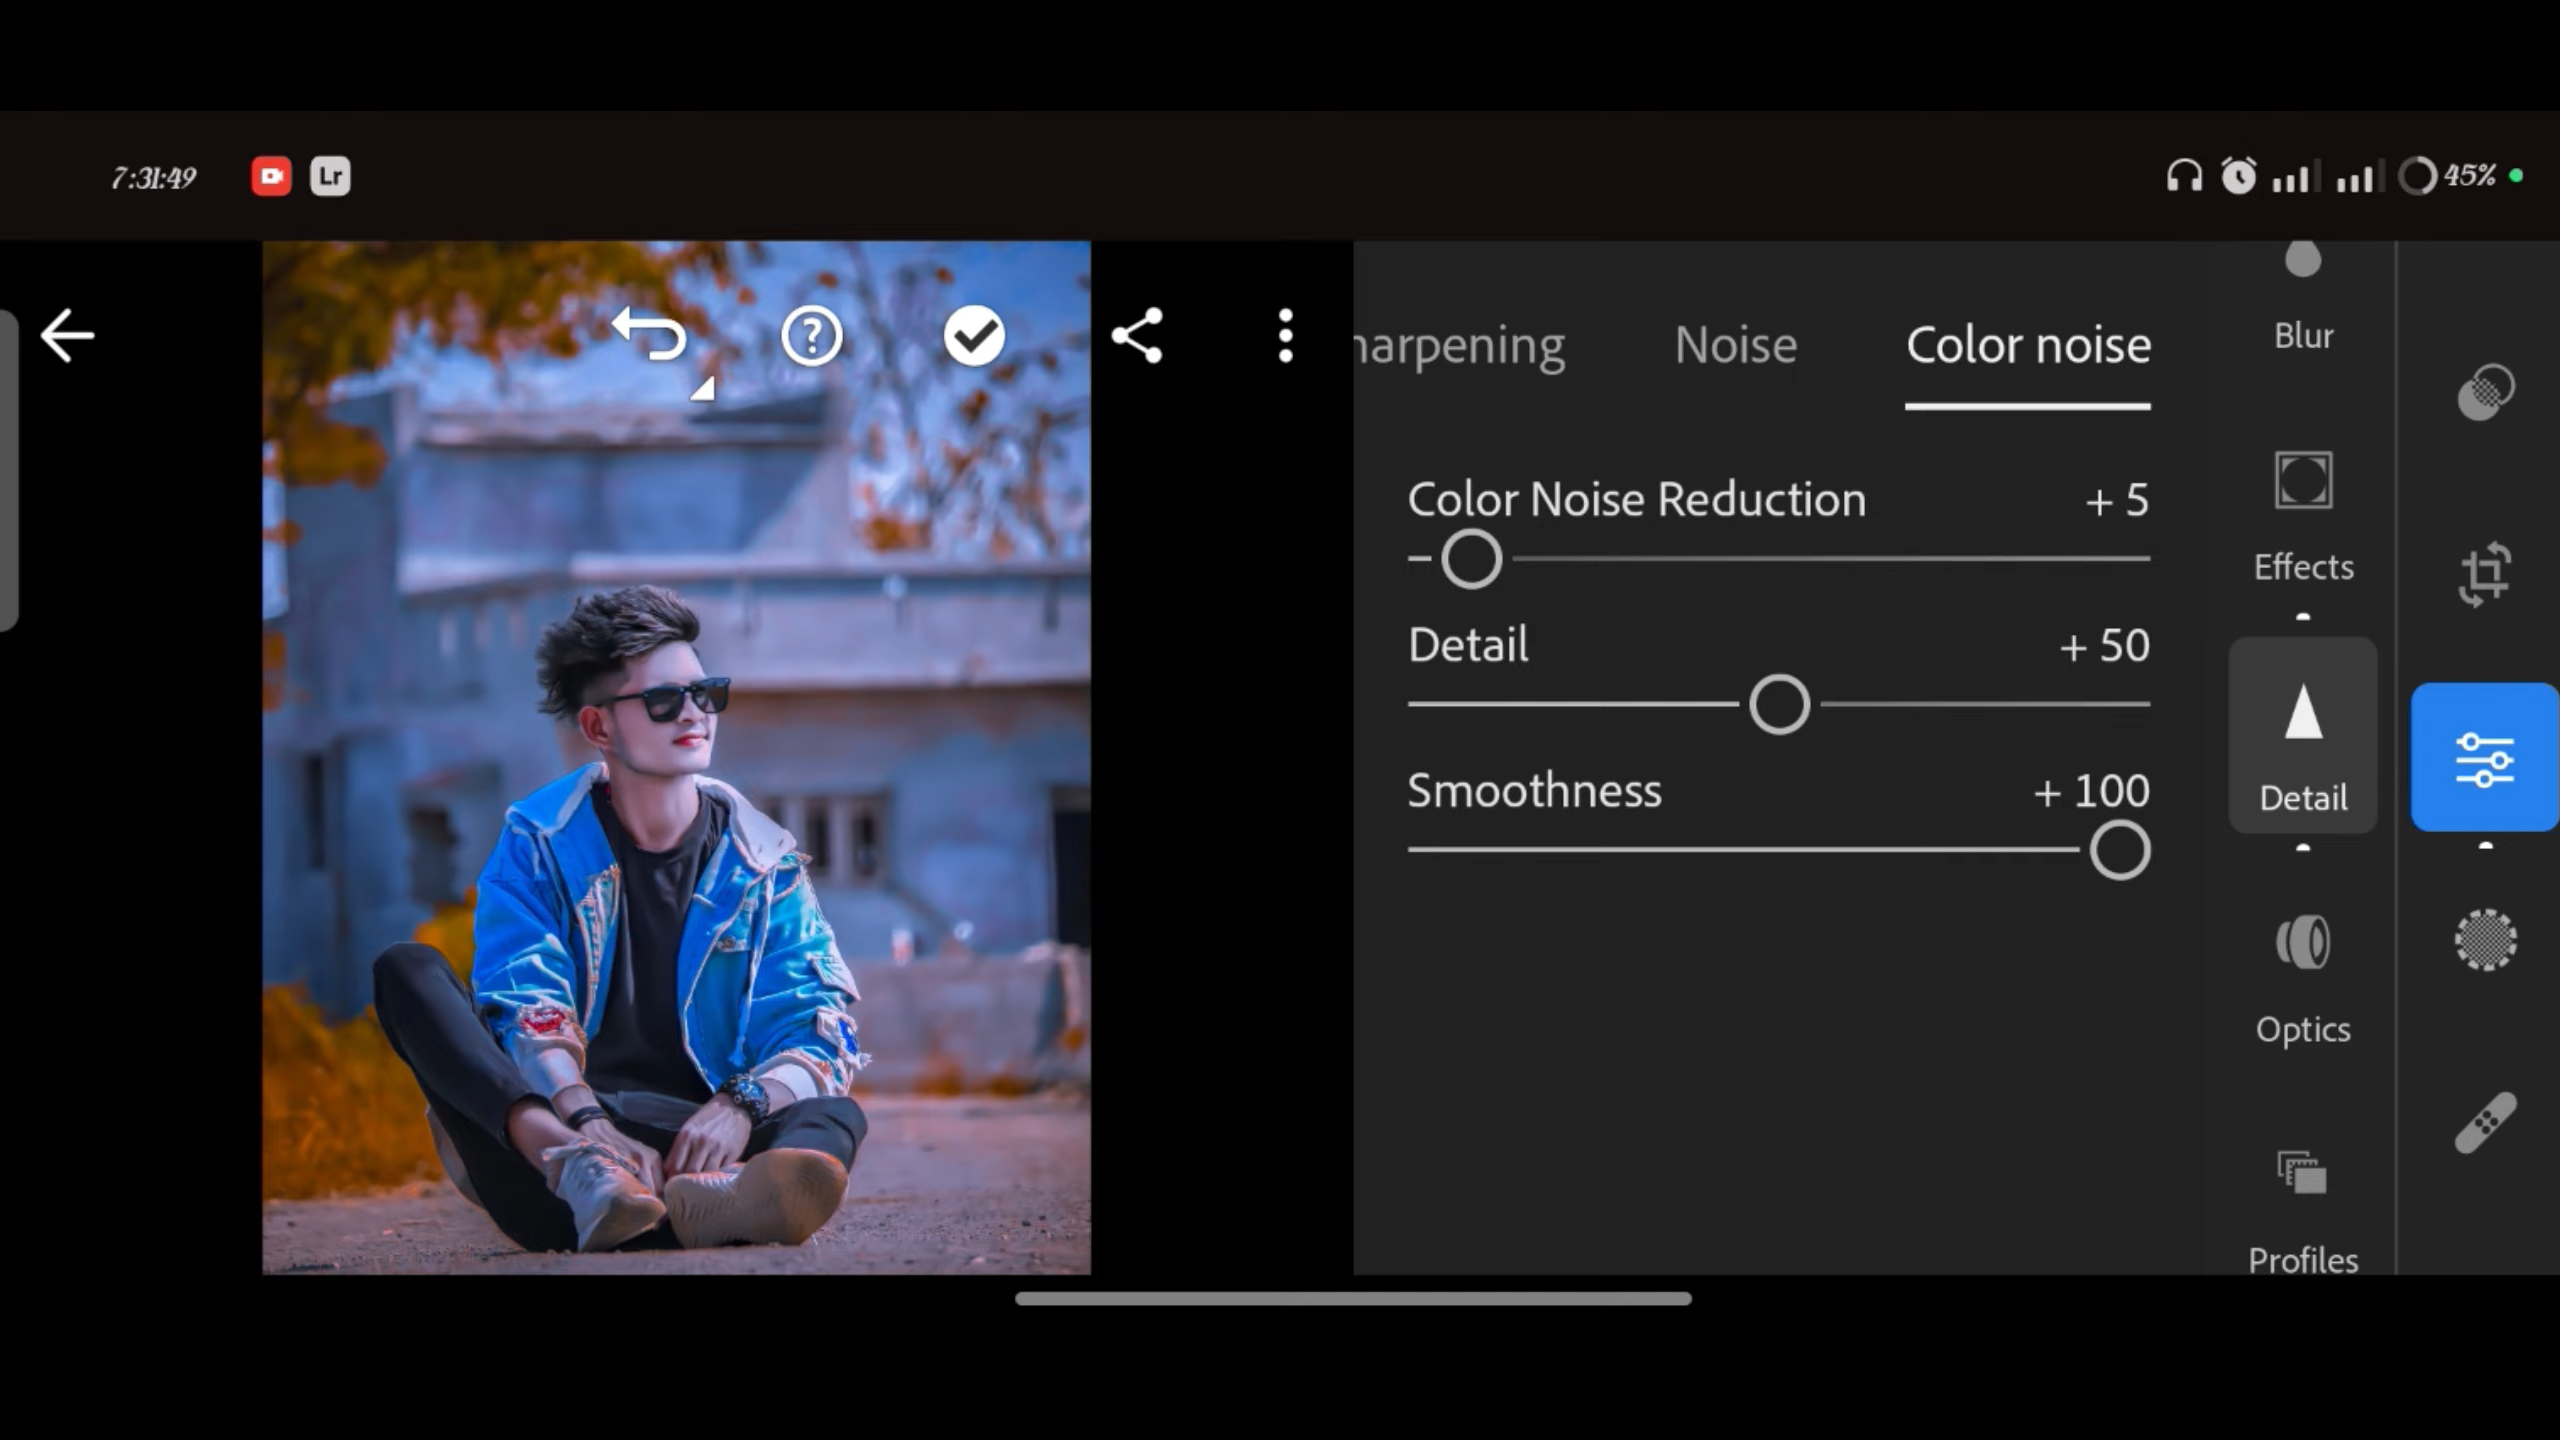 7:31:49
Lr
45%
harpening
Noise
Color noise
Color Noise Reduction
+ 5
Detail
+ 50
Smoothness
+ 100
Blur
Effects
Detail
Optics
Profiles